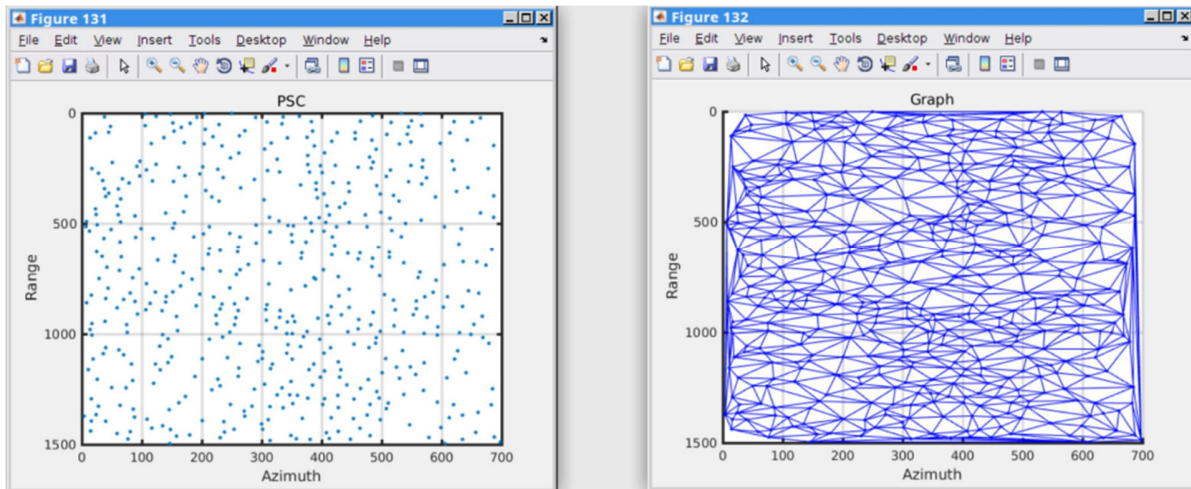 Figure 131
File Edit View Insert Tools Desktop Window Help
PSC
0
500
1000
1500
Range
0 100 200 300 400 500 600 700
Azimuth
Figure 132
File Edit View Insert Tools Desktop Window Help
Graph
0
500
1000
1500
Range
0 100 200 300 400 500 600 700
Azimuth